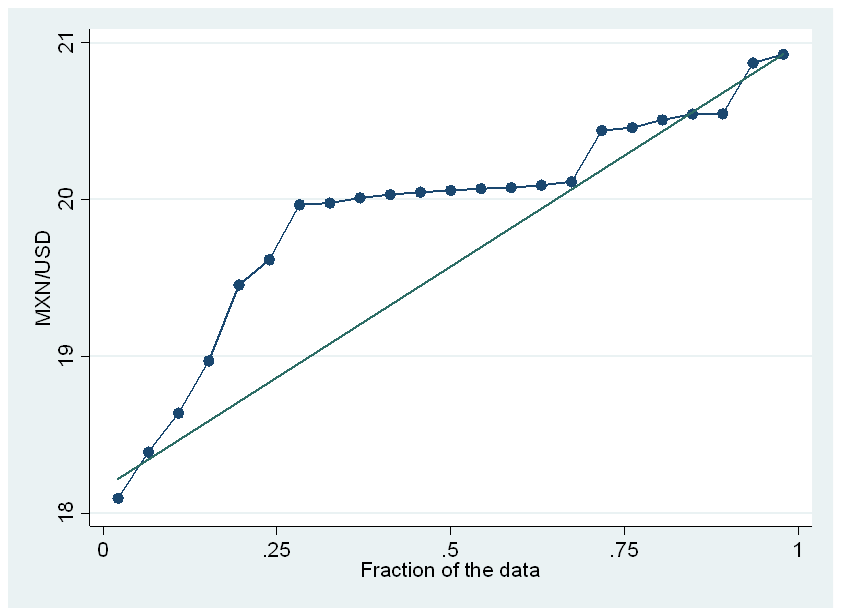 21
20
19
18
MXN/USD
0 .25 .5 .75 1
Fraction of the data